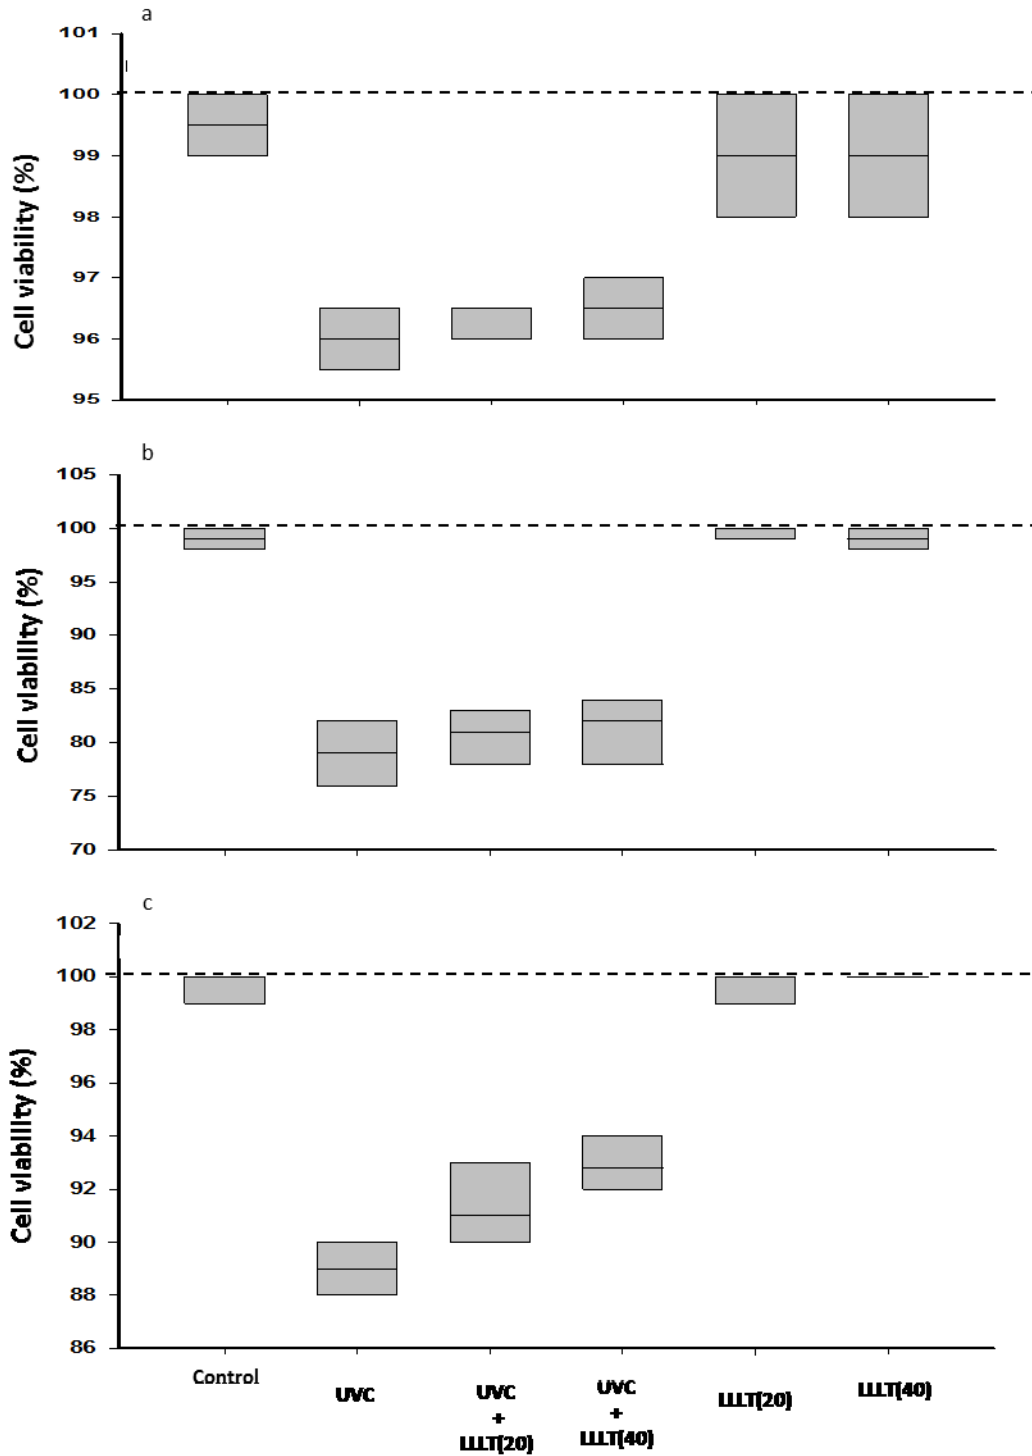 a
101
100
99
98
97
96
95
Cell viability (%)
b
105
100
95
90
85
80
75
70
Cell viability (%)
c
102
100
98
96
94
92
90
88
86
Cell viability (%)
Control
UVC
UVC
+
LLLT(20)
UVC
+
LLLT(40)
LLLT(20)
LLLT(40)